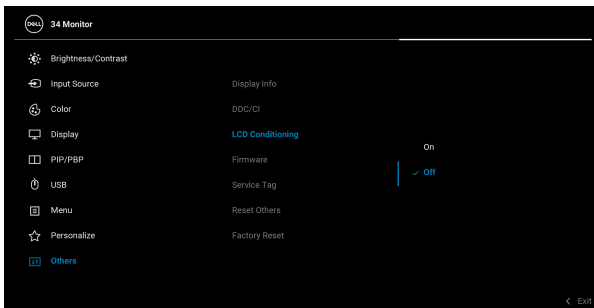 DELL 34 Monitor
Brightness/Contrast
Input Source
Color
Display
PIP/PBP
USB
Menu
Personalize
Others
Display Info
DDC/CI
LCD Conditioning
Firmware
Service Tag
Reset Others
Factory Reset
On
Off
Exit